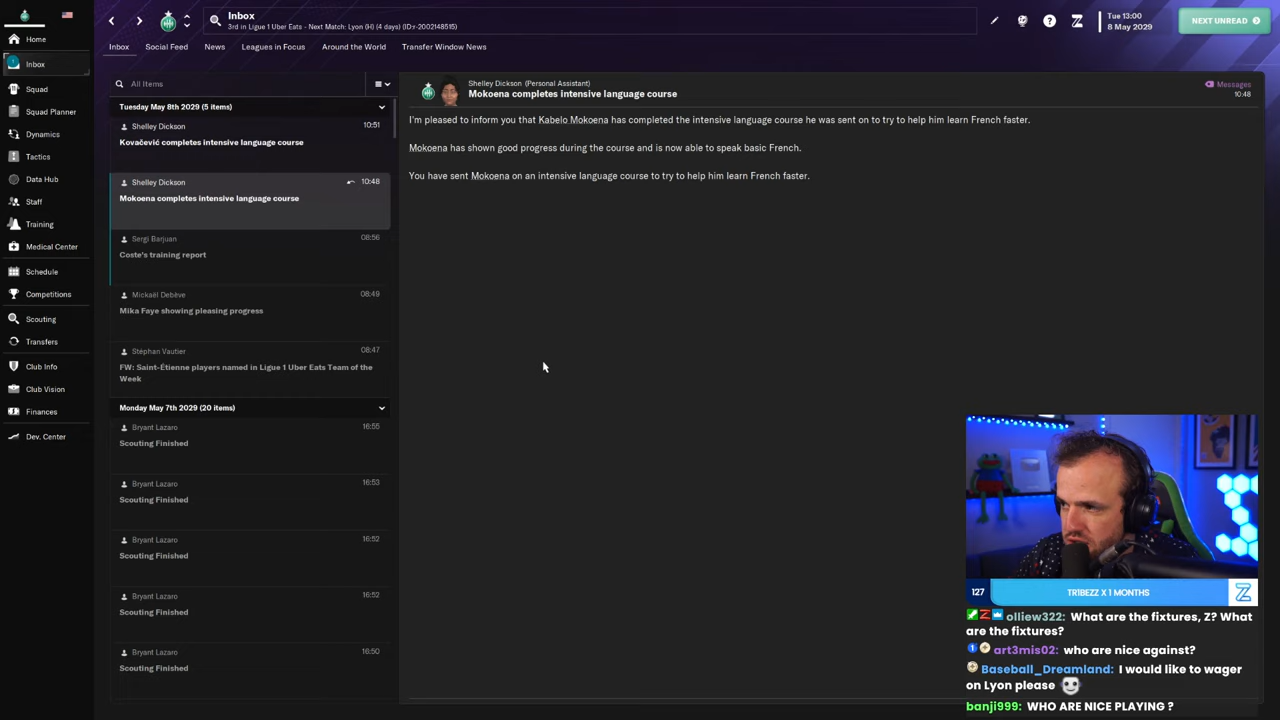 Inbox
3rd in Ligue 1 Uber Eats - Next Match: Lyon (H) (4 days) (ID:r-2002148515)
Tue 13:00
8 May 2029
NEXT UNREAD
Inbox
Social Feed
News
Leagues in Focus
Around the World
Transfer Window News
Home
Inbox
Squad
Squad Planner
Dynamics
Tactics
Data Hub
Staff
Training
Medical Center
Schedule
Competitions
Scouting
Transfers
Club Info
Club Vision
Finances
Dev. Center
All Items
Tuesday May 8th 2029 (5 items)
Shelley Dickson 10:51
Kovačević completes intensive language course
Shelley Dickson 10:48
Mokoena completes intensive language course
Sergi Barjuan 08:56
Coste's training report
Mickaël Debève 08:49
Mika Faye showing pleasing progress
Stéphan Vautier 08:47
FW: Saint-Étienne players named in Ligue 1 Uber Eats Team of the
Week
Monday May 7th 2029 (20 items)
Bryant Lazaro 16:55
Scouting Finished
Bryant Lazaro 16:53
Scouting Finished
Bryant Lazaro 16:52
Scouting Finished
Bryant Lazaro 16:52
Scouting Finished
Bryant Lazaro 16:50
Scouting Finished
Shelley Dickson (Personal Assistant)
Mokoena completes intensive language course
Messages
10:48
I'm pleased to inform you that Kabelo Mokoena has completed the intensive language course he was sent on to try to help him learn French faster.
Mokoena has shown good progress during the course and is now able to speak basic French.
You have sent Mokoena on an intensive language course to try to help him learn French faster.
127 TR1BEZZ X 1 MONTHS Z
olliew322: What are the fixtures, Z? What
are the fixtures?
art3mis02: who are nice against?
Baseball_Dreamland: I would like to wager
on Lyon please
banji999: WHO ARE NICE PLAYING ?